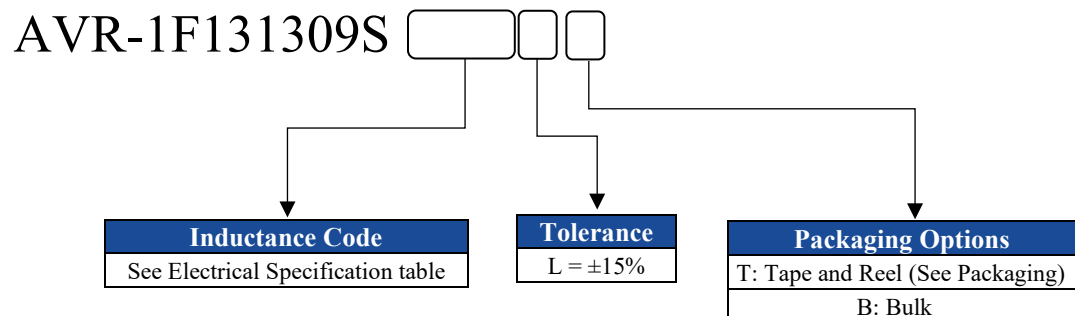 AVR-1F131309S
Inductance Code
See Electrical Specification table
Tolerance
L = ±15%
Packaging Options
T: Tape and Reel (See Packaging)
B: Bulk